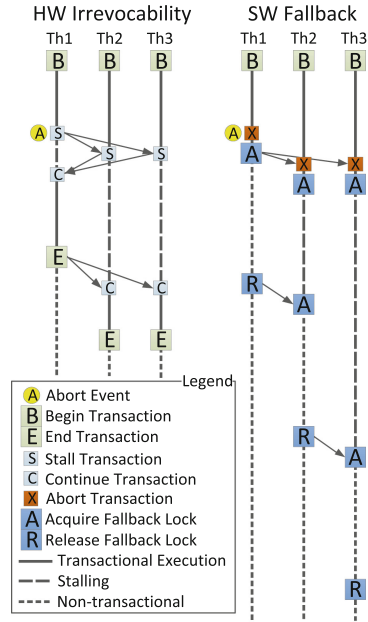 HW Irrevocability SW Fallback
Th1 Th2 Th3 Th1 Th2 Th3
B B B B B B
A S A X
S S A X X
C A A
E R
C C A
E E
Legend
A Abort Event
B Begin Transaction
E End Transaction
R
S Stall Transaction
A
C Continue Transaction
X Abort Transaction
A Acquire Fallback Lock
R Release Fallback Lock
Transactional Execution
Stalling
R
Non-transactional